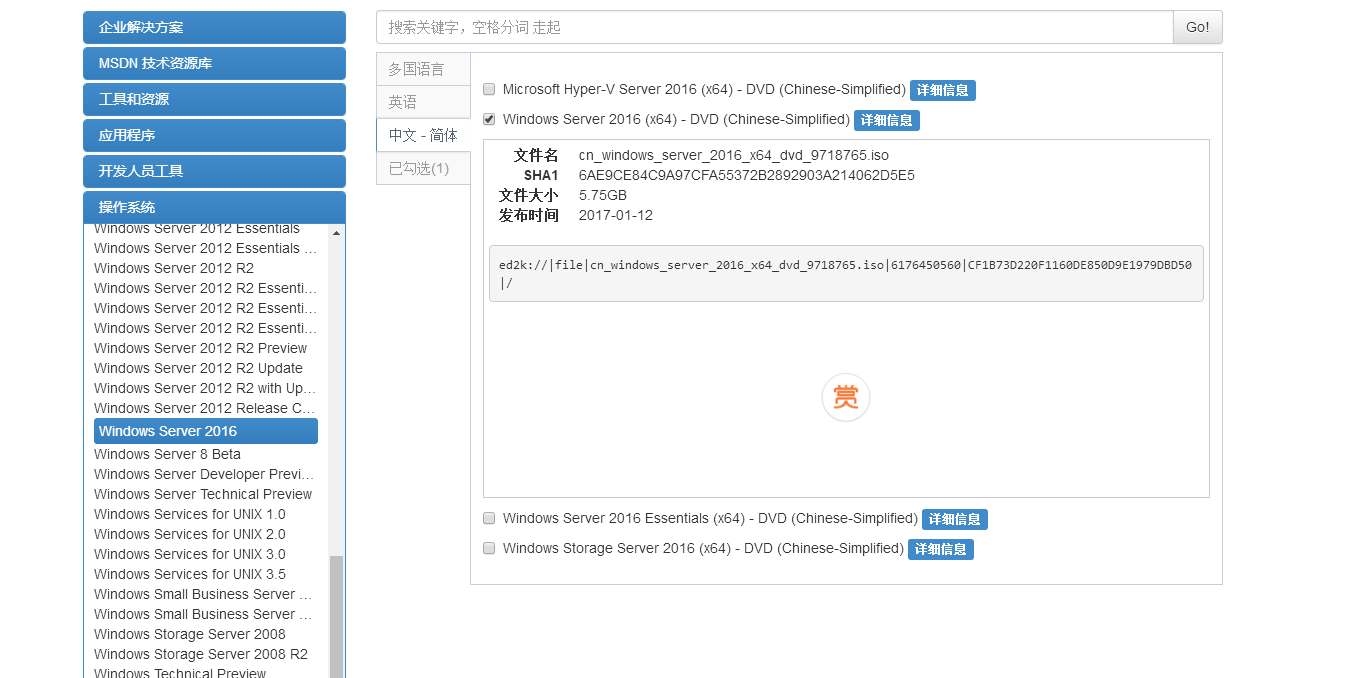 企业解决方案
MSDN 技术资源库
工具和资源
应用程序
开发人员工具
操作系统
Windows Server 2012 Essentials
Windows Server 2012 Essentials ...
Windows Server 2012 R2
Windows Server 2012 R2 Essenti...
Windows Server 2012 R2 Essenti...
Windows Server 2012 R2 Essenti...
Windows Server 2012 R2 Preview
Windows Server 2012 R2 Update
Windows Server 2012 R2 with Up...
Windows Server 2012 Release C...
Windows Server 2016
Windows Server 8 Beta
Windows Server Developer Previ...
Windows Server Technical Preview
Windows Services for UNIX 1.0
Windows Services for UNIX 2.0
Windows Services for UNIX 3.0
Windows Services for UNIX 3.5
Windows Small Business Server ...
Windows Small Business Server ...
Windows Storage Server 2008
Windows Storage Server 2008 R2
Windows Technical Preview
搜索关键字，空格分词 走起
Go!
多国语言
英语
中文 - 简体
已勾选(1)
Microsoft Hyper-V Server 2016 (x64) - DVD (Chinese-Simplified) 详细信息
Windows Server 2016 (x64) - DVD (Chinese-Simplified) 详细信息
文件名 cn_windows_server_2016_x64_dvd_9718765.iso
SHA1 6AE9CE84C9A97CFA55372B2892903A214062D5E5
文件大小 5.75GB
发布时间 2017-01-12
ed2k://|file|cn_windows_server_2016_x64_dvd_9718765.iso|6176450560|CF1B73D220F1160DE850D9E1979DBD50
|/
赏
Windows Server 2016 Essentials (x64) - DVD (Chinese-Simplified) 详细信息
Windows Storage Server 2016 (x64) - DVD (Chinese-Simplified) 详细信息